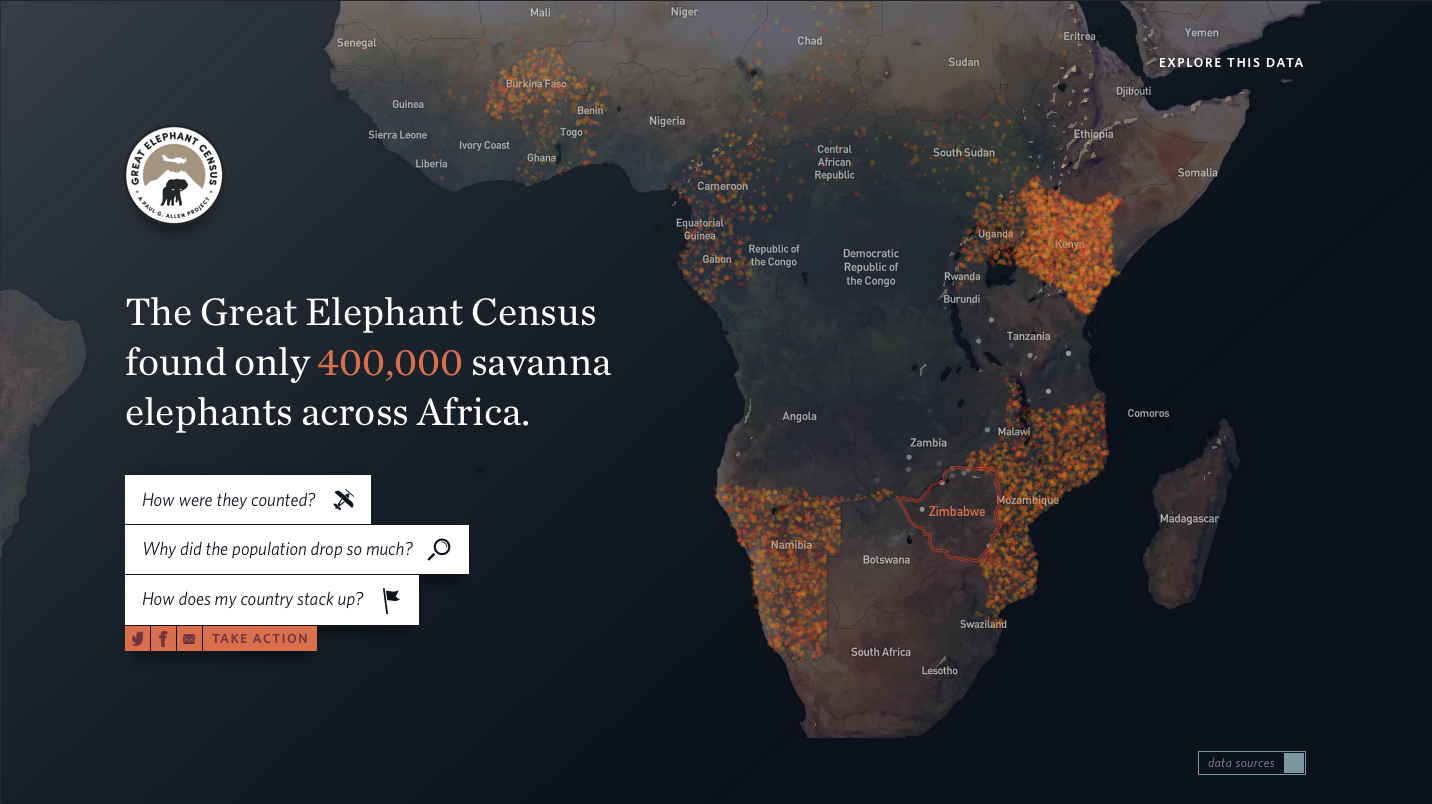 Mali
Niger
Chad
Sudan
Eritrea
Yemen
Senegal
EXPLORE THIS DATA
Burkina Faso
Djibouti
Guinea
Benin
Nigeria
Sierra Leone
Togo
Ethiopia
Ivory Coast
Ghana
Liberia
Central
African
Republic
South Sudan
Somalia
Cameroon
GREAT ELEPHANT CENSUS
A PAUL G. ALLEN PROJECT
Equatorial
Guinea
Gabon
Republic of
the Congo
Democratic
Republic of
the Congo
Uganda
Kenya
Rwanda
Burundi
Tanzania
The Great Elephant Census
found only 400,000 savanna
elephants across Africa.
Angola
Zambia
Malawi
Comoros
Mozambique
Zimbabwe
Madagascar
Namibia
Botswana
Swaziland
South Africa
Lesotho
How were they counted?
Why did the population drop so much?
How does my country stack up?
TAKE ACTION
data sources